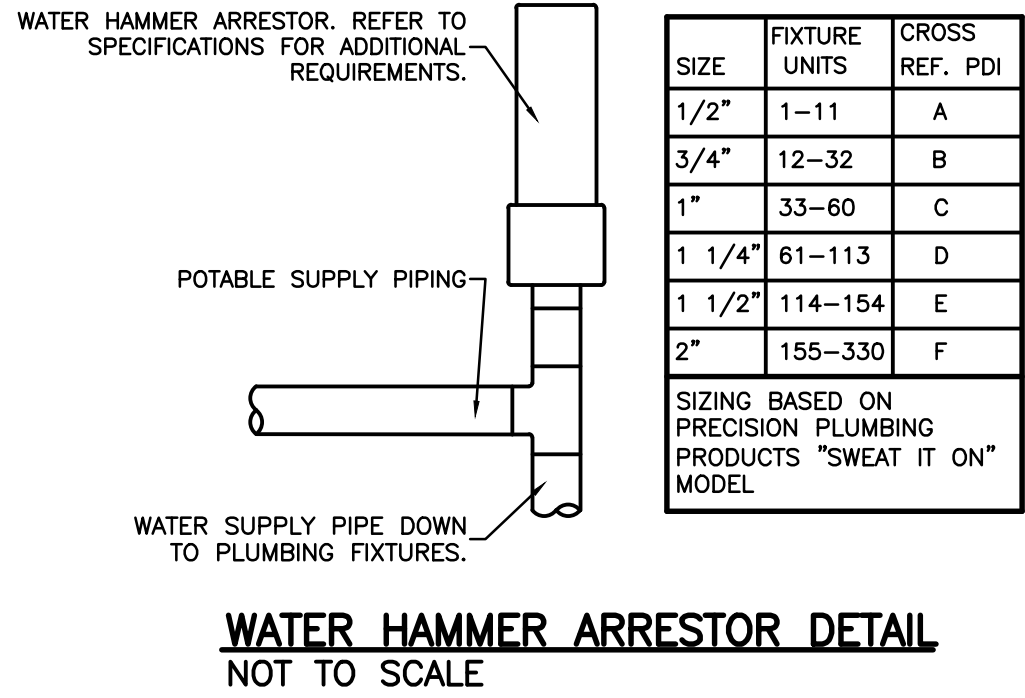 WATER HAMMER ARRESTOR. REFER TO
SPECIFICATIONS FOR ADDITIONAL
REQUIREMENTS.
POTABLE SUPPLY PIPING
WATER SUPPLY PIPE DOWN
TO PLUMBING FIXTURES.
SIZE FIXTURE UNITS CROSS REF. PDI
1/2" 1-11 A
3/4" 12-32 B
1" 33-60 C
1 1/4" 61-113 D
1 1/2" 114-154 E
2" 155-330 F
SIZING BASED ON
PRECISION PLUMBING
PRODUCTS "SWEAT IT ON"
MODEL
WATER HAMMER ARRESTOR DETAIL
NOT TO SCALE